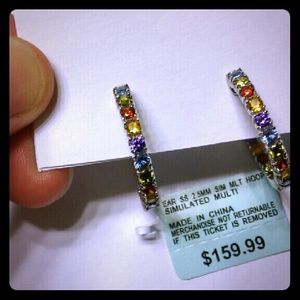 EAR SS 2.5MM SIM MLT HOOP
SIMULATED MULTI
MADE IN CHINA
MERCHANDISE NOT RETURNABLE
IF THIS TICKET IS REMOVED
$159.99